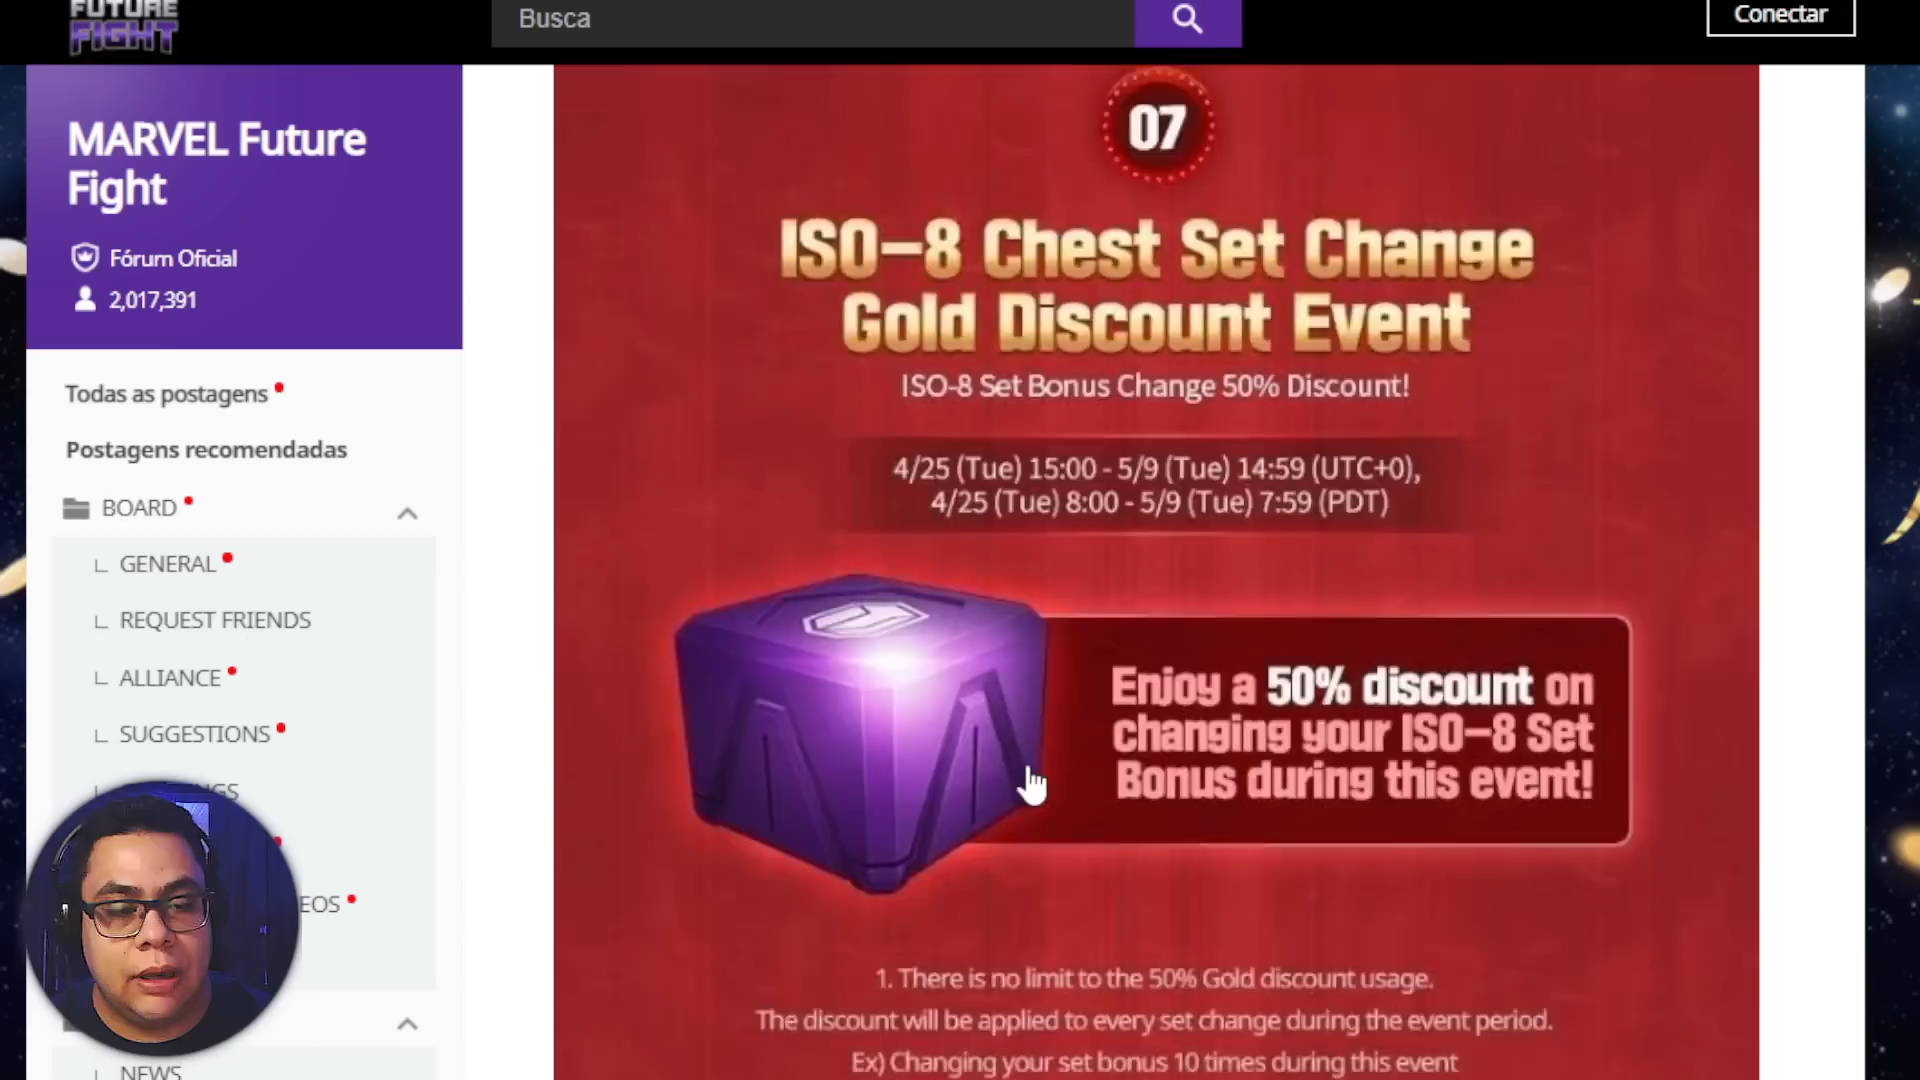 FUTURE
FIGHT
Busca
Conectar
MARVEL Future
Fight
Fórum Oficial
2,017,391
Todas as postagens
Postagens recomendadas
BOARD
GENERAL
REQUEST FRIENDS
ALLIANCE
SUGGESTIONS
EOS
NEWS
07
ISO-8 Chest Set Change
Gold Discount Event
ISO-8 Set Bonus Change 50% Discount!
4/25 (Tue) 15:00 - 5/9 (Tue) 14:59 (UTC+0),
4/25 (Tue) 8:00 - 5/9 (Tue) 7:59 (PDT)
Enjoy a 50% discount on
changing your ISO-8 Set
Bonus during this event!
1. There is no limit to the 50% Gold discount usage.
The discount will be applied to every set change during the event period.
Ex) Changing your set bonus 10 times during this event